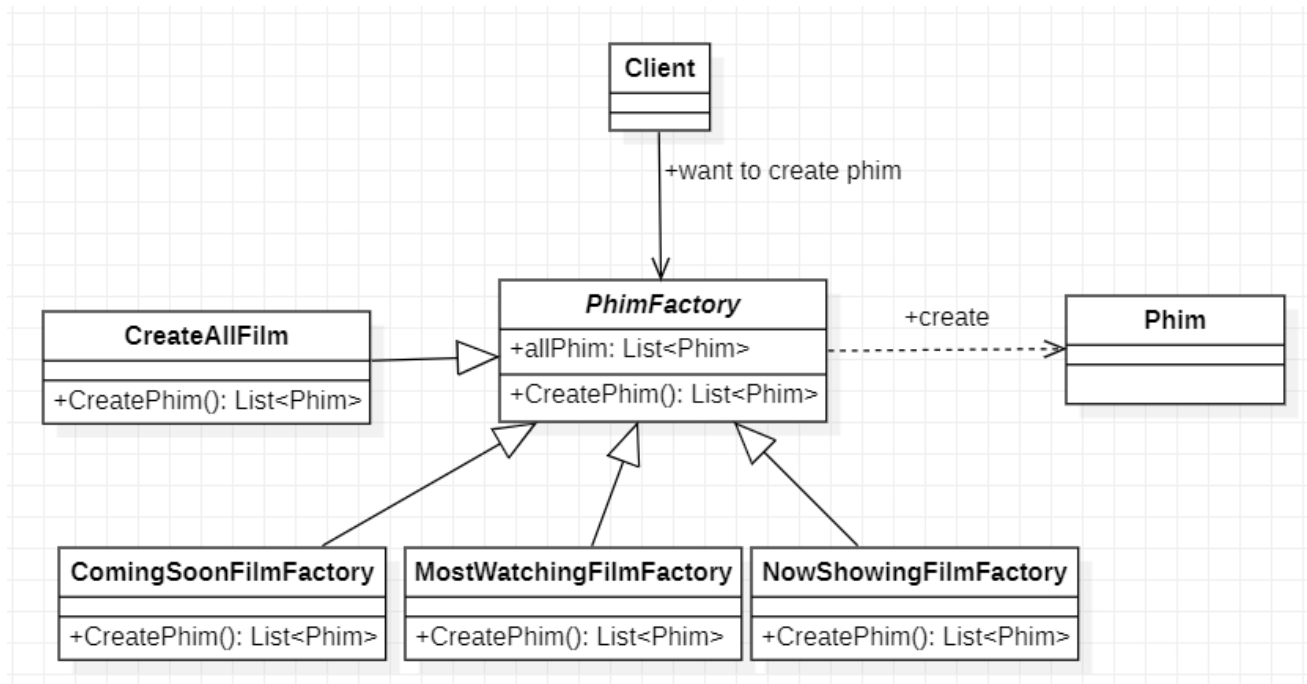 Client
+want to create phim
PhimFactory
+allPhim: List<Phim>
+CreatePhim(): List<Phim>
+create
Phim
CreateAllFilm
+CreatePhim(): List<Phim>
ComingSoonFilmFactory
+CreatePhim(): List<Phim>
MostWatchingFilmFactory
+CreatePhim(): List<Phim>
NowShowingFilmFactory
+CreatePhim(): List<Phim>